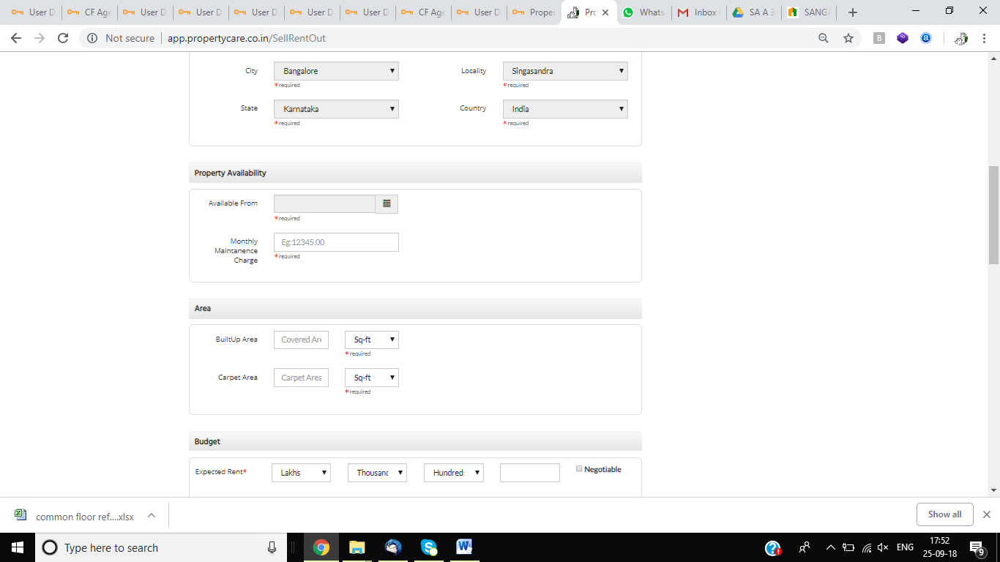 User D CF Age User D User D User D User D User D CF Age User D Proper Pro Whats Inbox SA A 3 SANGA
Not secure app.propertycare.co.in/SellRentOut
City Bangalore Locality Singasandra
*required *required
State Karnataka Country India
*required *required
Property Availability
Available From
*required
Monthly Maintanence Charge Eg:12345.00
*required
Area
BuiltUp Area Covered Are Sq-ft
*required
Carpet Area Carpet Area Sq-ft
*required
Budget
Expected Rent* Lakhs Thousand Hundreds Negotiable
common floor ref....xlsx Show all
Type here to search ENG 17:52
25-09-18 9